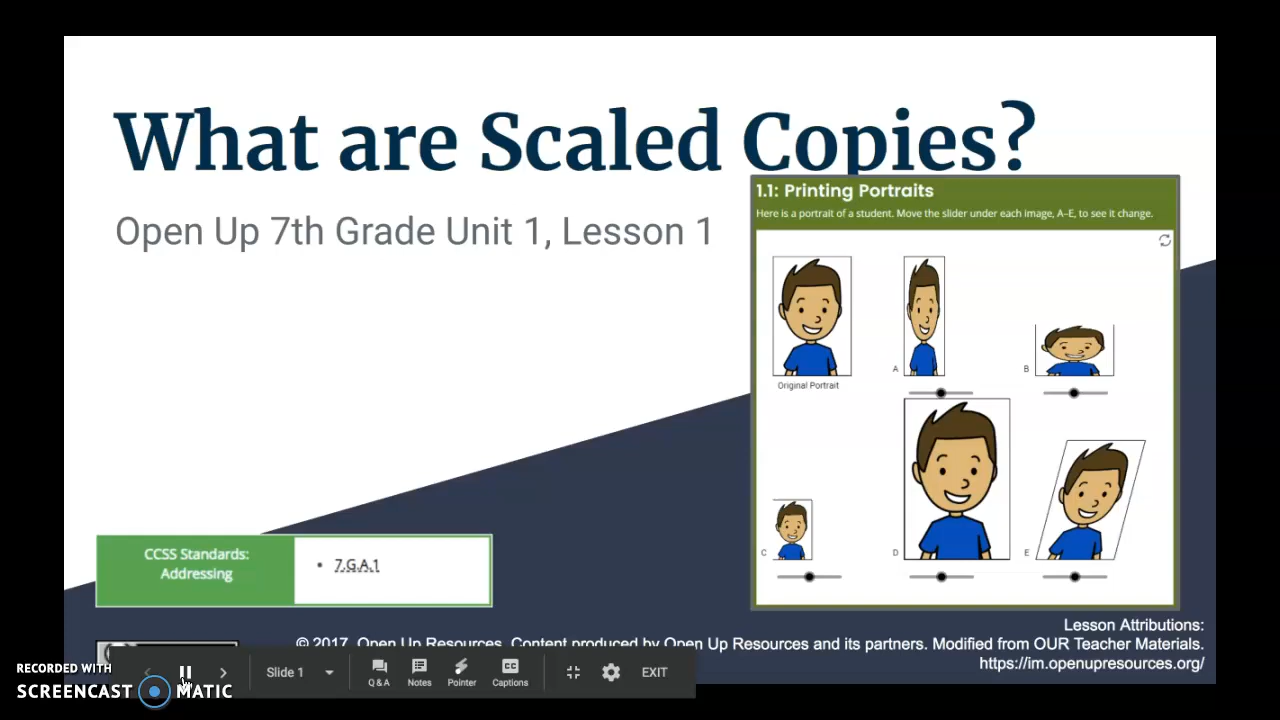 What are Scaled Copies?
Open Up 7th Grade Unit 1, Lesson 1
1.1: Printing Portraits
Here is a portrait of a student. Move the slider under each image, A–E, to see it change.
Original Portrait
A
B
C
D
E
CCSS Standards:
Addressing
• 7.G.A.1
Lesson Attributions:
© 2017 Open Up Resources. Content produced by Open Up Resources and its partners. Modified from OUR Teacher Materials.
https://im.openupresources.org/
Slide 1
Q & A
Notes
Pointer
Captions
EXIT
RECORDED WITH
SCREENCAST MATIC